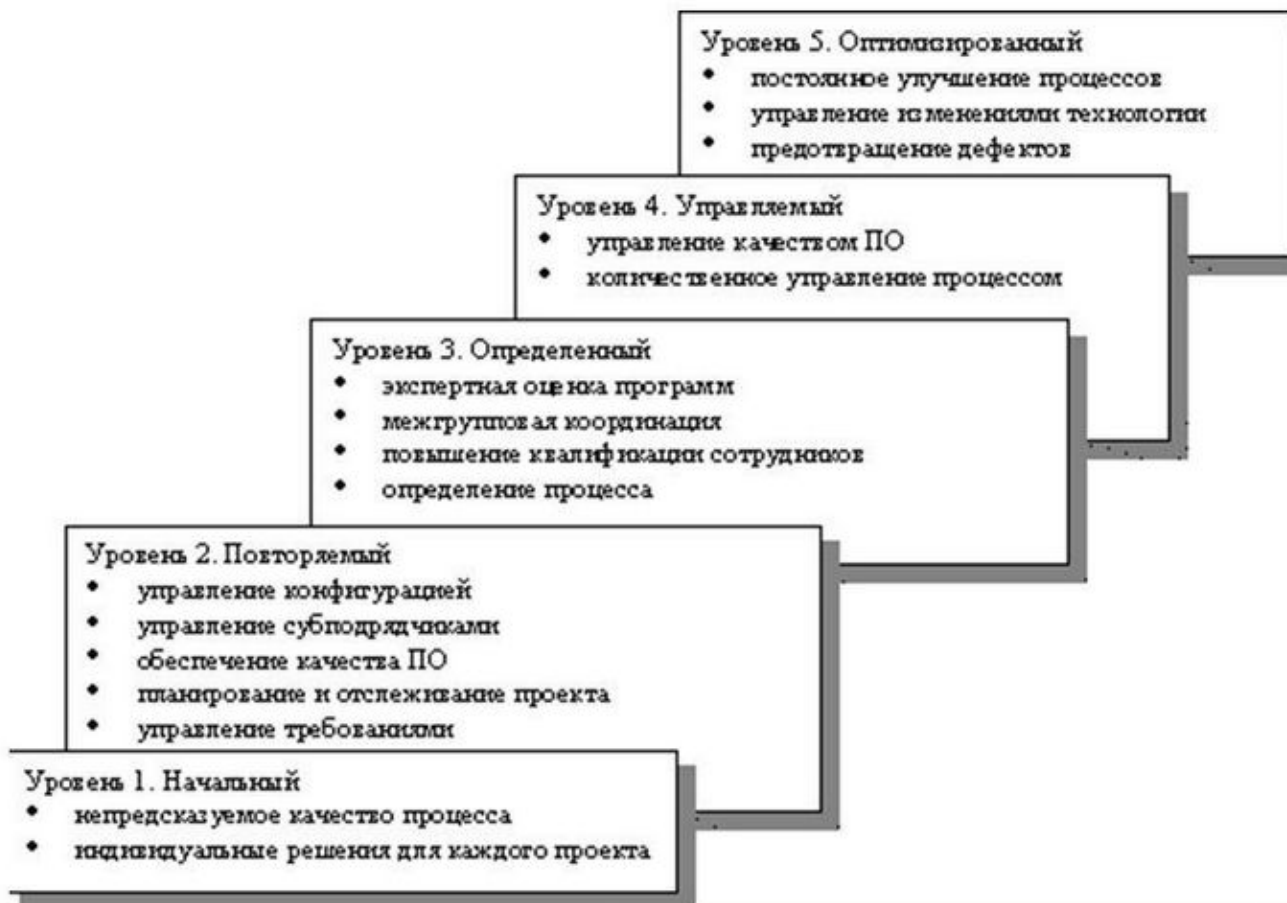 Уровень 5. Оптимизированный
• постоянное улучшение процессов
• управление изменениями технологии
• предотвращение дефектов
Уровень 4. Управляемый
• управление качеством ПО
• количественное управление процессом
Уровень 3. Определенный
• экспертная оценка программ
• межгрупповая координация
• повышение квалификации сотрудников
• определение процесса
Уровень 2. Повторяемый
• управление конфигурацией
• управление субподрядчиками
• обеспечение качества ПО
• планирование и отслеживание проекта
• управление требованиями
Уровень 1. Начальный
• непредсказуемое качество процесса
• индивидуальные решения для каждого проекта